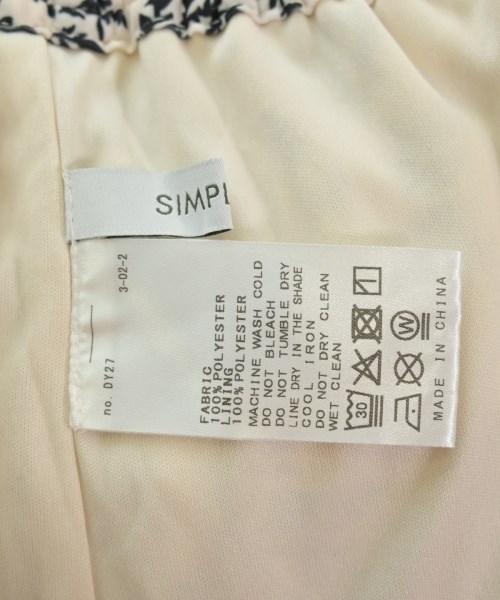 SIMPL
3-02-2
no. DY27
FABRIC
100% POLYESTER
LINING
100% POLYESTER
MACHINE WASH COLD
DO NOT BLEACH
DO NOT TUMBLE DRY
LINE DRY IN THE SHADE
COOL IRON
DO NOT DRY CLEAN
WET CLEAN
30
W
MADE IN CHINA